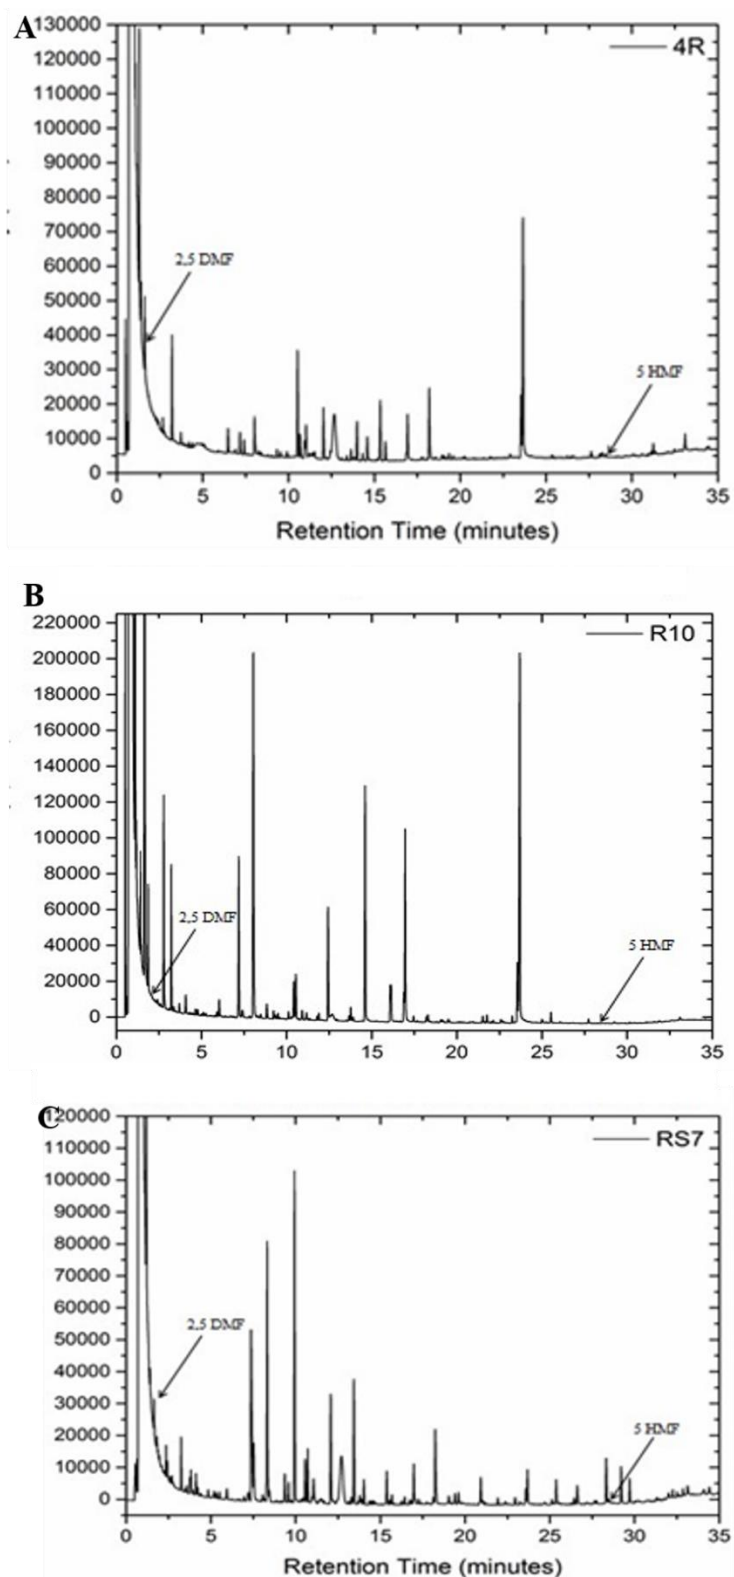 A
4R
130000
120000
110000
100000
90000
80000
70000
60000
50000
40000
30000
20000
10000
0
2,5 DMF
5 HMF
0 5 10 15 20 25 30 35
Retention Time (minutes)
B
R10
220000
200000
180000
160000
140000
120000
100000
80000
60000
40000
20000
0
2,5 DMF
5 HMF
0 5 10 15 20 25 30 35
C
RS7
120000
110000
100000
90000
80000
70000
60000
50000
40000
30000
20000
10000
0
2,5 DMF
5 HMF
0 5 10 15 20 25 30 35
Retention Time (minutes)